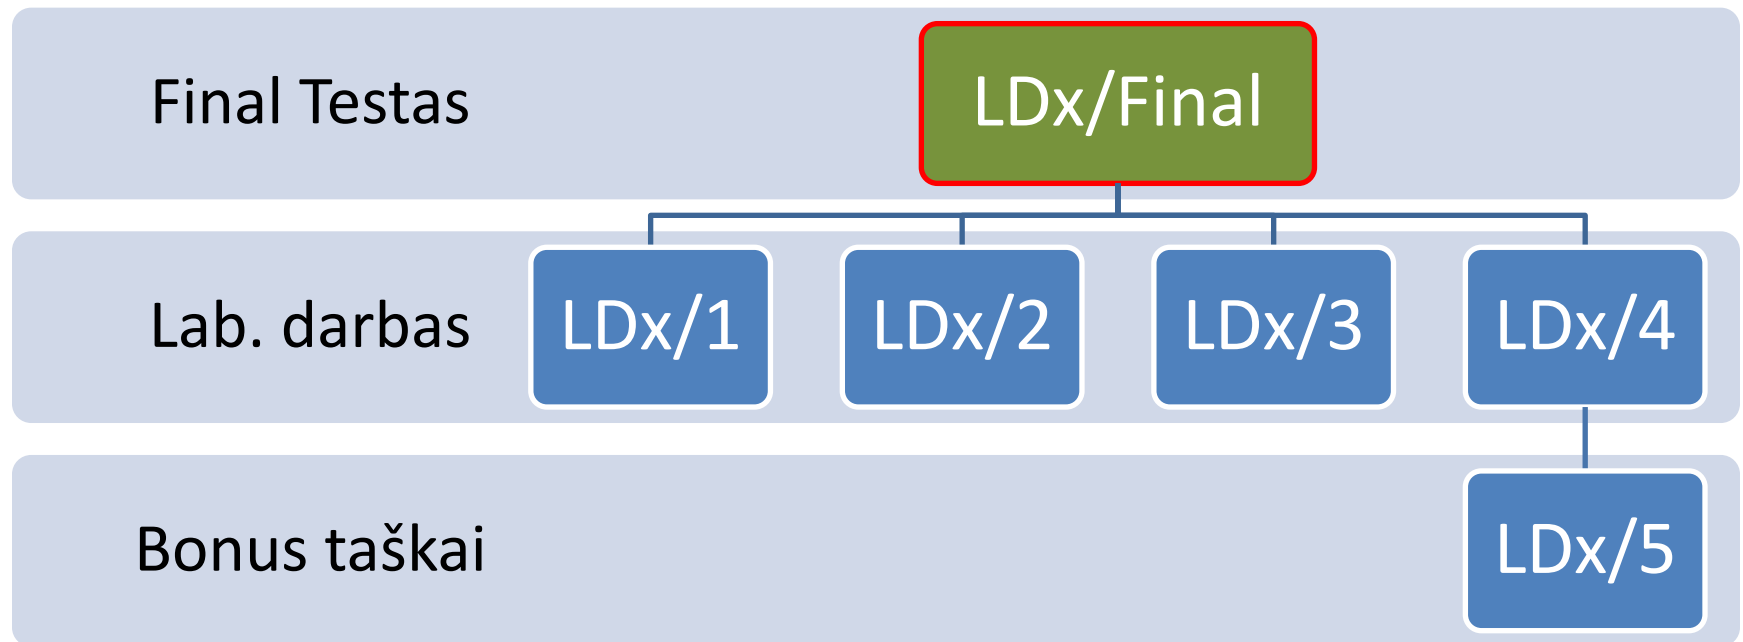 Final Testas
LDx/Final
Lab. darbas
LDx/1
LDx/2
LDx/3
LDx/4
Bonus taškai
LDx/5